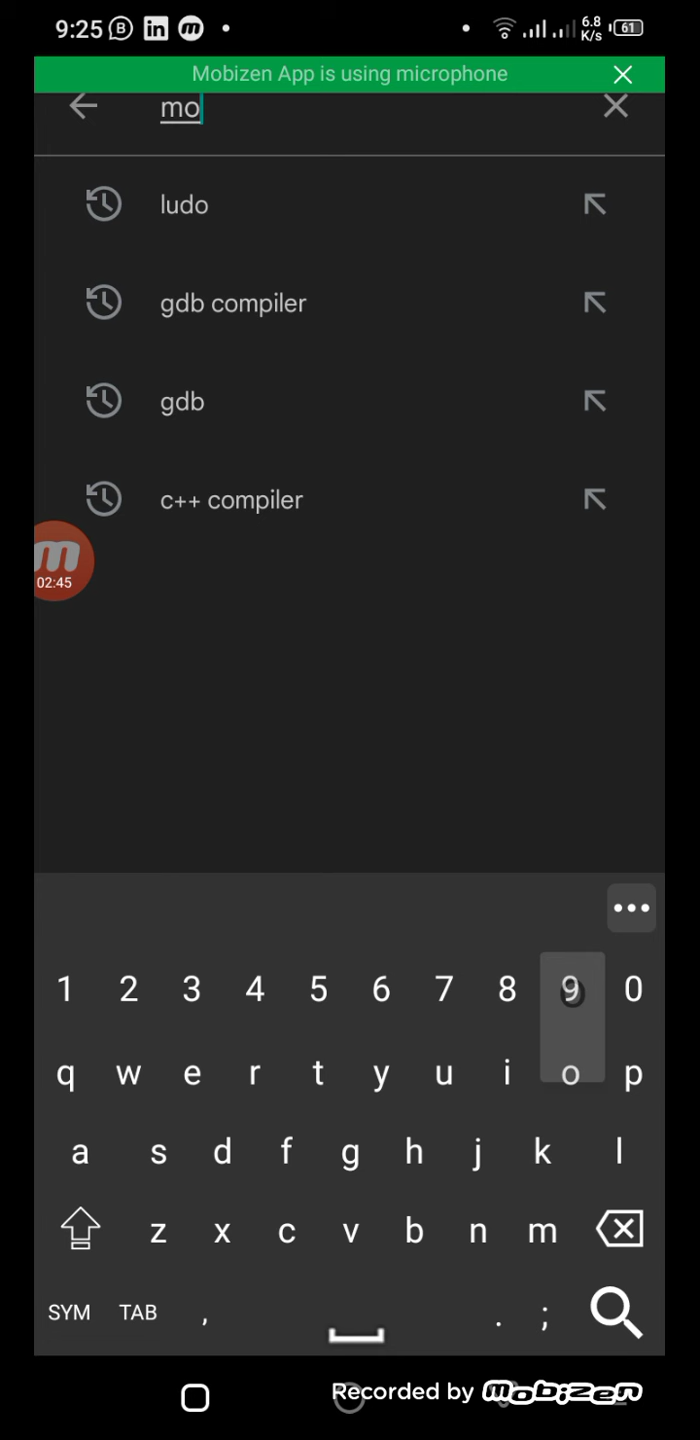 9:25 B in m 6.8 K/s 61
Mobizen App is using microphone
mo
ludo
gdb compiler
gdb
c++ compiler
m
02:45
1 2 3 4 5 6 7 8 9 0
q w e r t y u i o p
a s d f g h j k l
z x c v b n m
SYM TAB , . ;
Recorded by mobizen